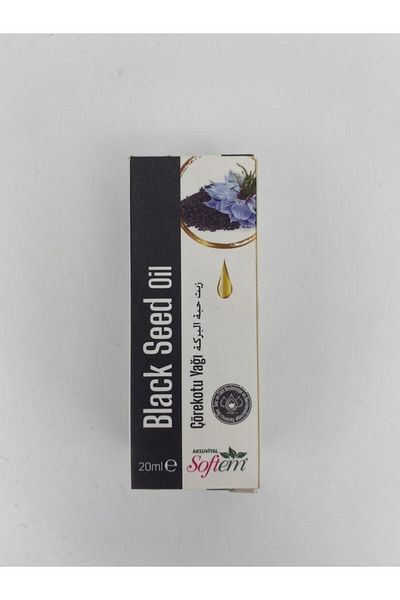 Black Seed Oil
Çörekotu Yağı
زيت حبة البركة
20ml ℮
AKSUVİTAL
Softem®